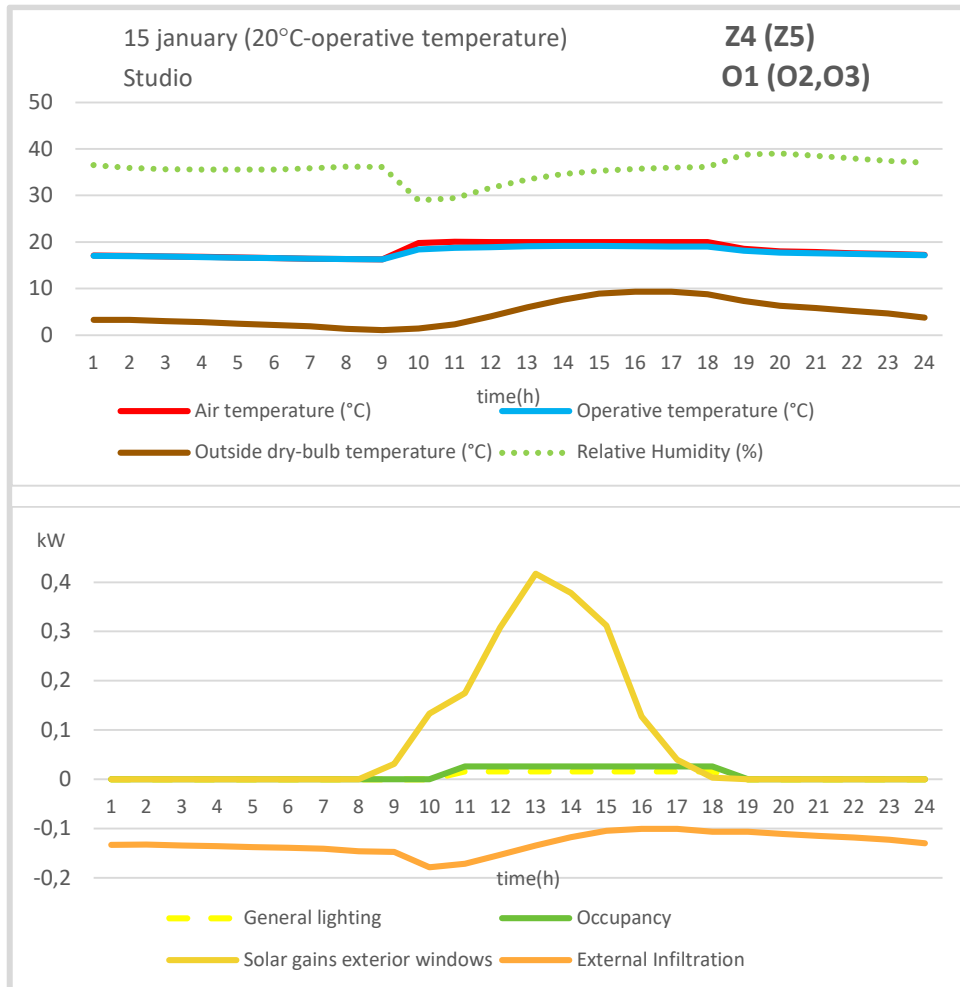 15 january (20°C-operative temperature) Z4 (Z5)
Studio O1 (O2,O3)
50
40
30
20
10
0
1 2 3 4 5 6 7 8 9 10 11 12 13 14 15 16 17 18 19 20 21 22 23 24
time(h)
Air temperature (°C) Operative temperature (°C)
Outside dry-bulb temperature (°C) Relative Humidity (%)
kW
0,4
0,3
0,2
0,1
0
1 2 3 4 5 6 7 8 9 10 11 12 13 14 15 16 17 18 19 20 21 22 23 24
-0,1
-0,2
time(h)
General lighting Occupancy
Solar gains exterior windows External Infiltration